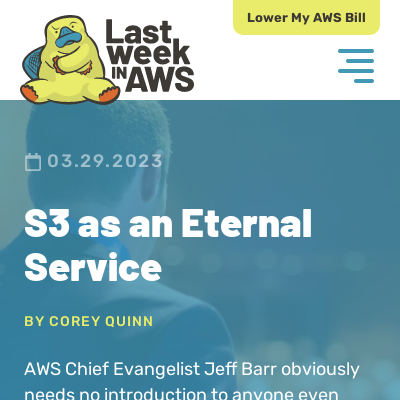 Lower My AWS Bill
Last
week
IN AWS
03.29.2023
S3 as an Eternal
Service
BY COREY QUINN
AWS Chief Evangelist Jeff Barr obviously
needs no introduction to anyone even